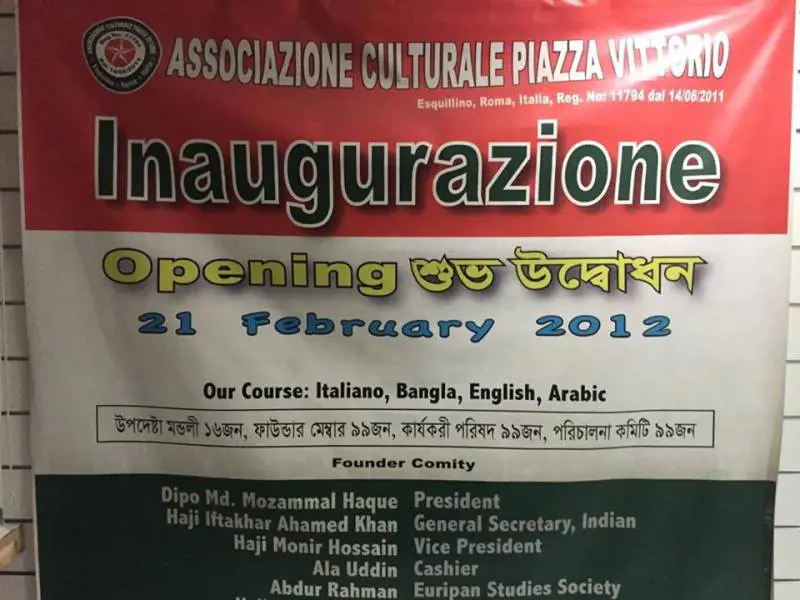 ASSOCIAZIONE CULTURALE PIAZZA VITTORIO
Esquillino, Roma, Italia, Reg. No: 11794 dal 14/06/2011
Inaugurazione
Opening শুভ উদ্বোধন
21 February 2012
Our Course: Italiano, Bangla, English, Arabic
উপদেষ্টা মন্ডলী ১৬জন, ফাউন্ডার মেম্বার ৯৯জন, কার্যকরী পরিষদ ৯৯জন, পরিচালনা কমিটি ৯৯জন
Founder Comity
Dipo Md. Mozammal Haque President
Haji Iftakhar Ahamed Khan General Secretary, Indian
Haji Monir Hossain Vice President
Ala Uddin Cashier
Abdur Rahman Euripan Studies Society